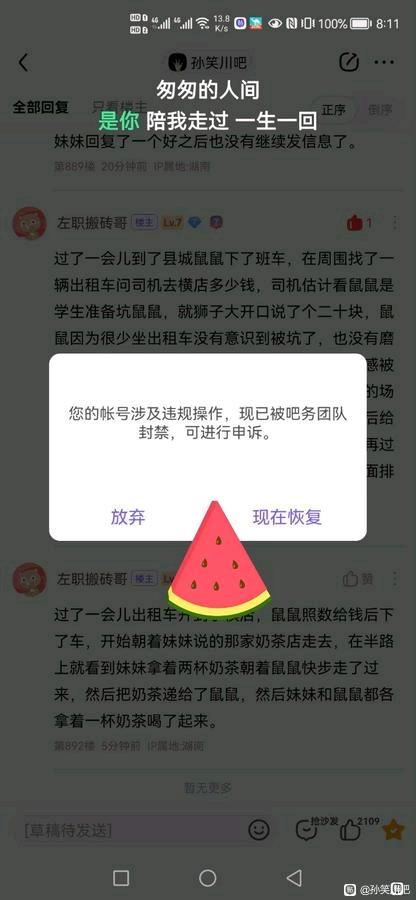 HD 1 4G 4G 13.8 K/s 100% 8:11
HD 2
孙笑川吧
匆匆的人间
全部回复 只看楼主 正序 倒序
是你 陪我走过 一生一回
妹妹回复了一个好之后也没有继续发信息了。
第889楼 20分钟前 IP属地:湖南
左职搬砖哥 楼主 Lv.7 7 1
过了一会儿到了县城鼠鼠下了班车，在周围找了一
辆出租车问司机去横店多少钱，司机估计看鼠鼠是
学生准备坑鼠鼠，就狮子大开口说了个二十块，鼠
鼠因为很少坐出租车没有意识到被坑了，也没有磨
感被
的场
您的帐号涉及违规操作，现已被吧务团队
后给
封禁，可进行申诉。
再过
面排
放弃 现在恢复
左职搬砖哥 楼主 Lv 赞
过了一会儿出租车
店，鼠鼠照数给钱后下
了车，开始朝着妹妹说的那家奶茶店走去，在半路
上就看到妹妹拿着两杯奶茶朝着鼠鼠快步走了过
来，然后把奶茶递给了鼠鼠，然后妹妹和鼠鼠都各
拿着一杯奶茶喝了起来。
第892楼 5分钟前 IP属地:湖南
暂无更多
[草稿待发送] 抢沙发 2109
贴 @孙笑川吧